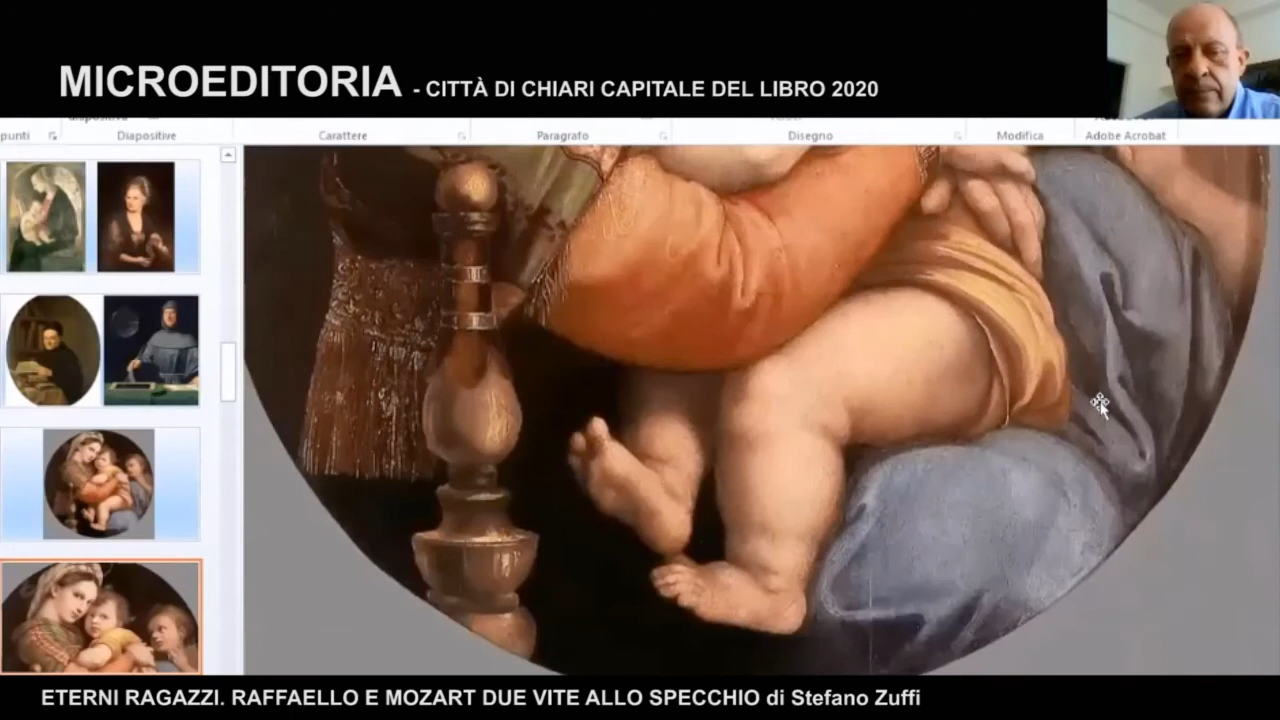 MICROEDITORIA - CITTÀ DI CHIARI CAPITALE DEL LIBRO 2020
punti Diapositive Carattere Paragrafo Disegno Modifica Adobe Acrobat
ETERNI RAGAZZI. RAFFAELLO E MOZART DUE VITE ALLO SPECCHIO di Stefano Zuffi